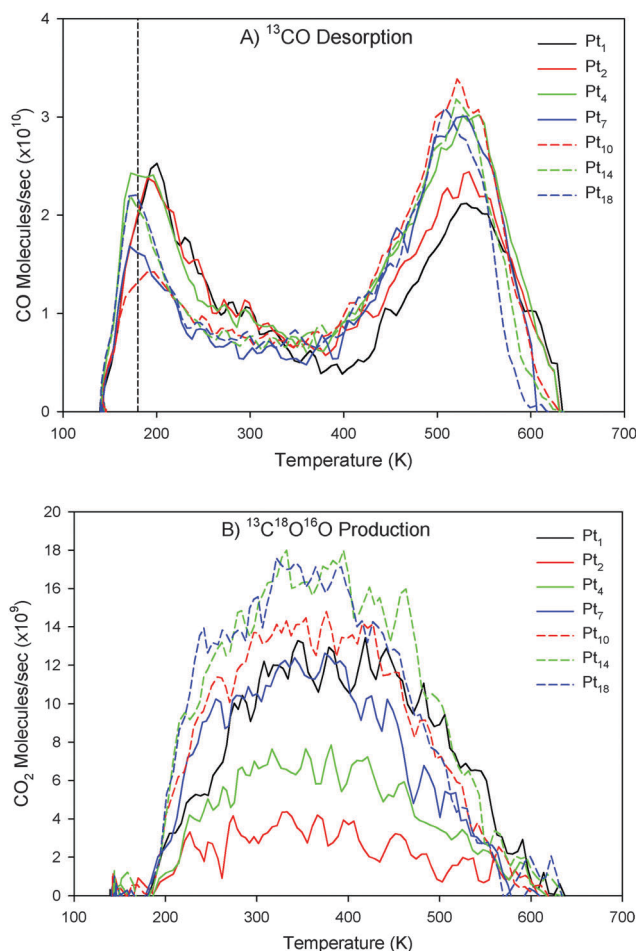 A) ¹³CO Desorption
CO Molecules/sec (x10¹⁰)
4
3
2
1
0
Pt₁
Pt₂
Pt₄
Pt₇
Pt₁₀
Pt₁₄
Pt₁₈
100 200 300 400 500 600 700
Temperature (K)
B) ¹³C¹⁸O¹⁶O Production
CO₂ Molecules/sec (x10⁹)
20
18
16
14
12
10
8
6
4
2
0
Pt₁
Pt₂
Pt₄
Pt₇
Pt₁₀
Pt₁₄
Pt₁₈
100 200 300 400 500 600 700
Temperature (K)